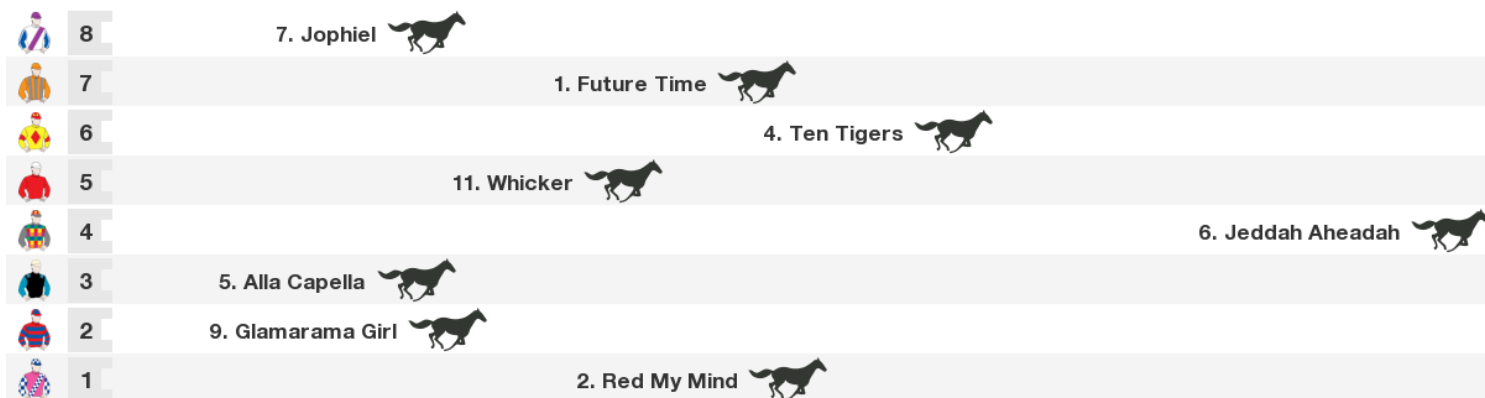 8 7. Jophiel
7 1. Future Time
6 4. Ten Tigers
5 11. Whicker
4 6. Jeddah Aheadah
3 5. Alla Capella
2 9. Glamarama Girl
1 2. Red My Mind